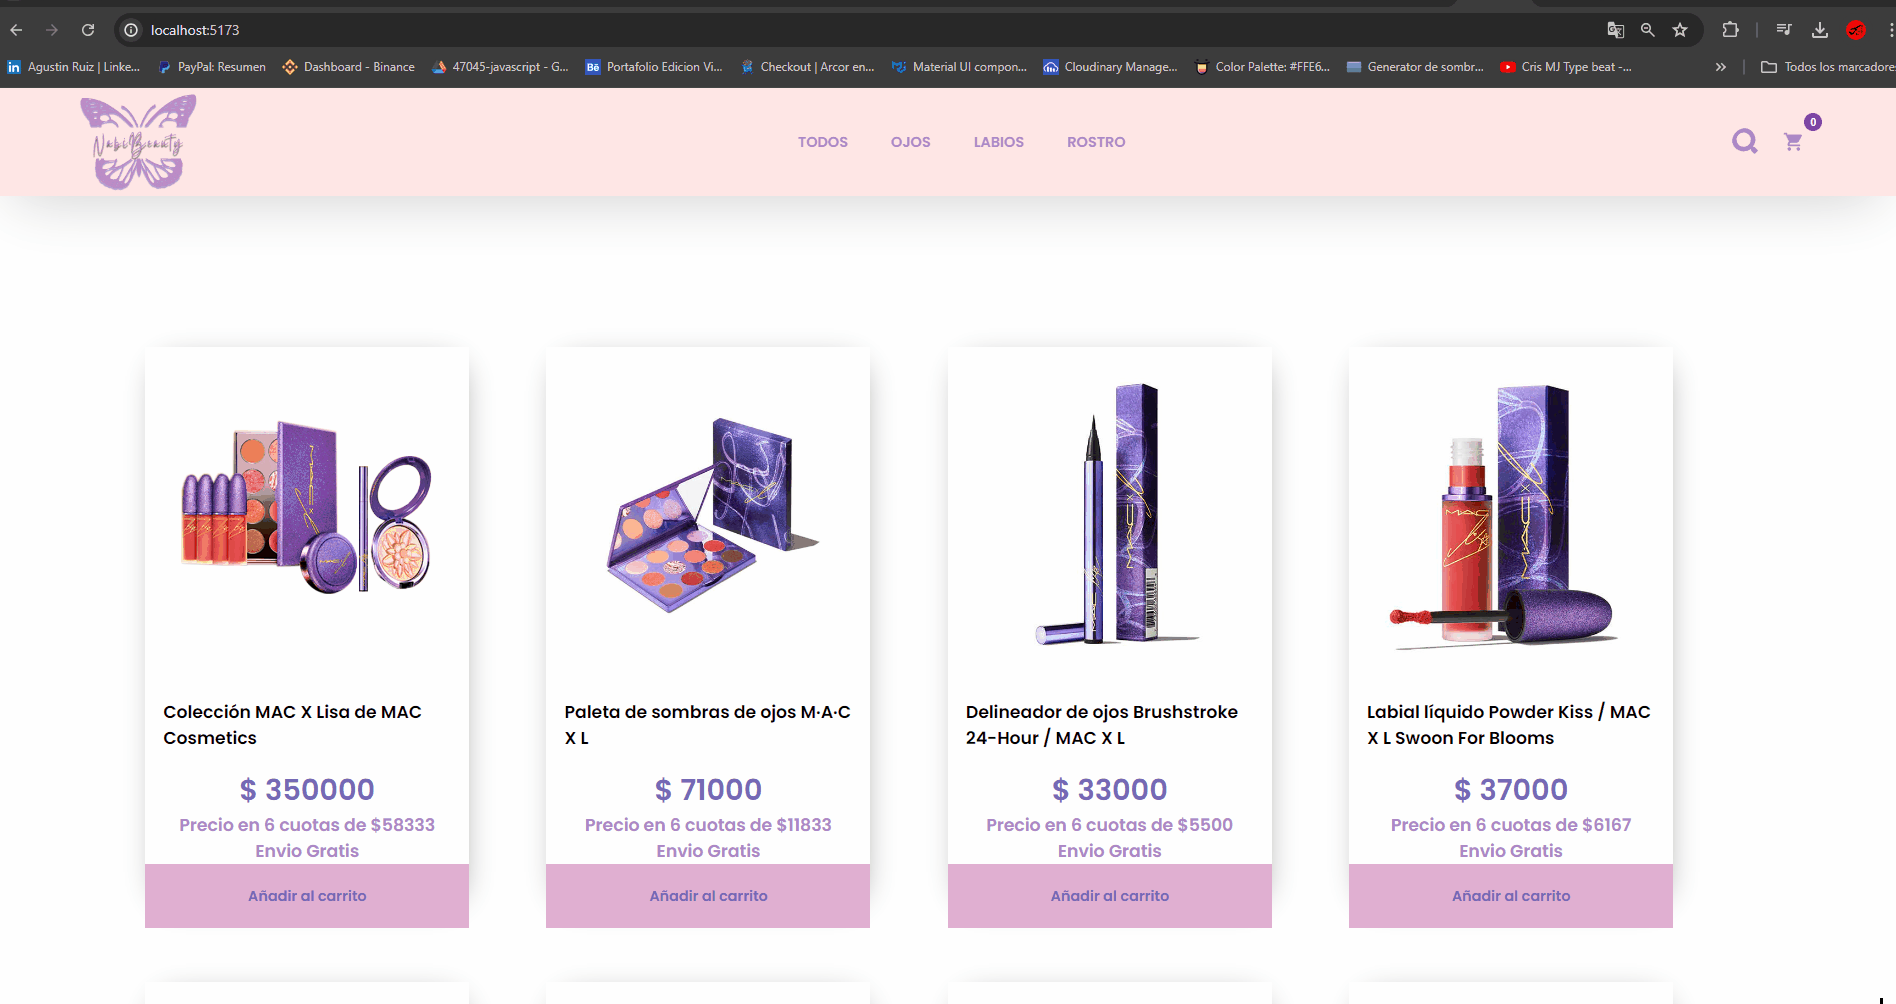 localhost:5173
Agustin Ruiz | Linke...
PayPal: Resumen
Dashboard - Binance
47045-javascript - G...
Portafolio Edicion Vi...
Checkout | Arcor en...
Material UI compon...
Cloudinary Manage...
Color Palette: #FFE6...
Generator de sombr...
Cris MJ Type beat -...
»
Todos los marcadores
Nabi Beauty
TODOS
OJOS
LABIOS
ROSTRO
0
Colección MAC X Lisa de MAC
Cosmetics
$ 350000
Precio en 6 cuotas de $58333
Envio Gratis
Añadir al carrito
Paleta de sombras de ojos M·A·C
X L
$ 71000
Precio en 6 cuotas de $11833
Envio Gratis
Añadir al carrito
Delineador de ojos Brushstroke
24-Hour / MAC X L
$ 33000
Precio en 6 cuotas de $5500
Envio Gratis
Añadir al carrito
Labial líquido Powder Kiss / MAC
X L Swoon For Blooms
$ 37000
Precio en 6 cuotas de $6167
Envio Gratis
Añadir al carrito